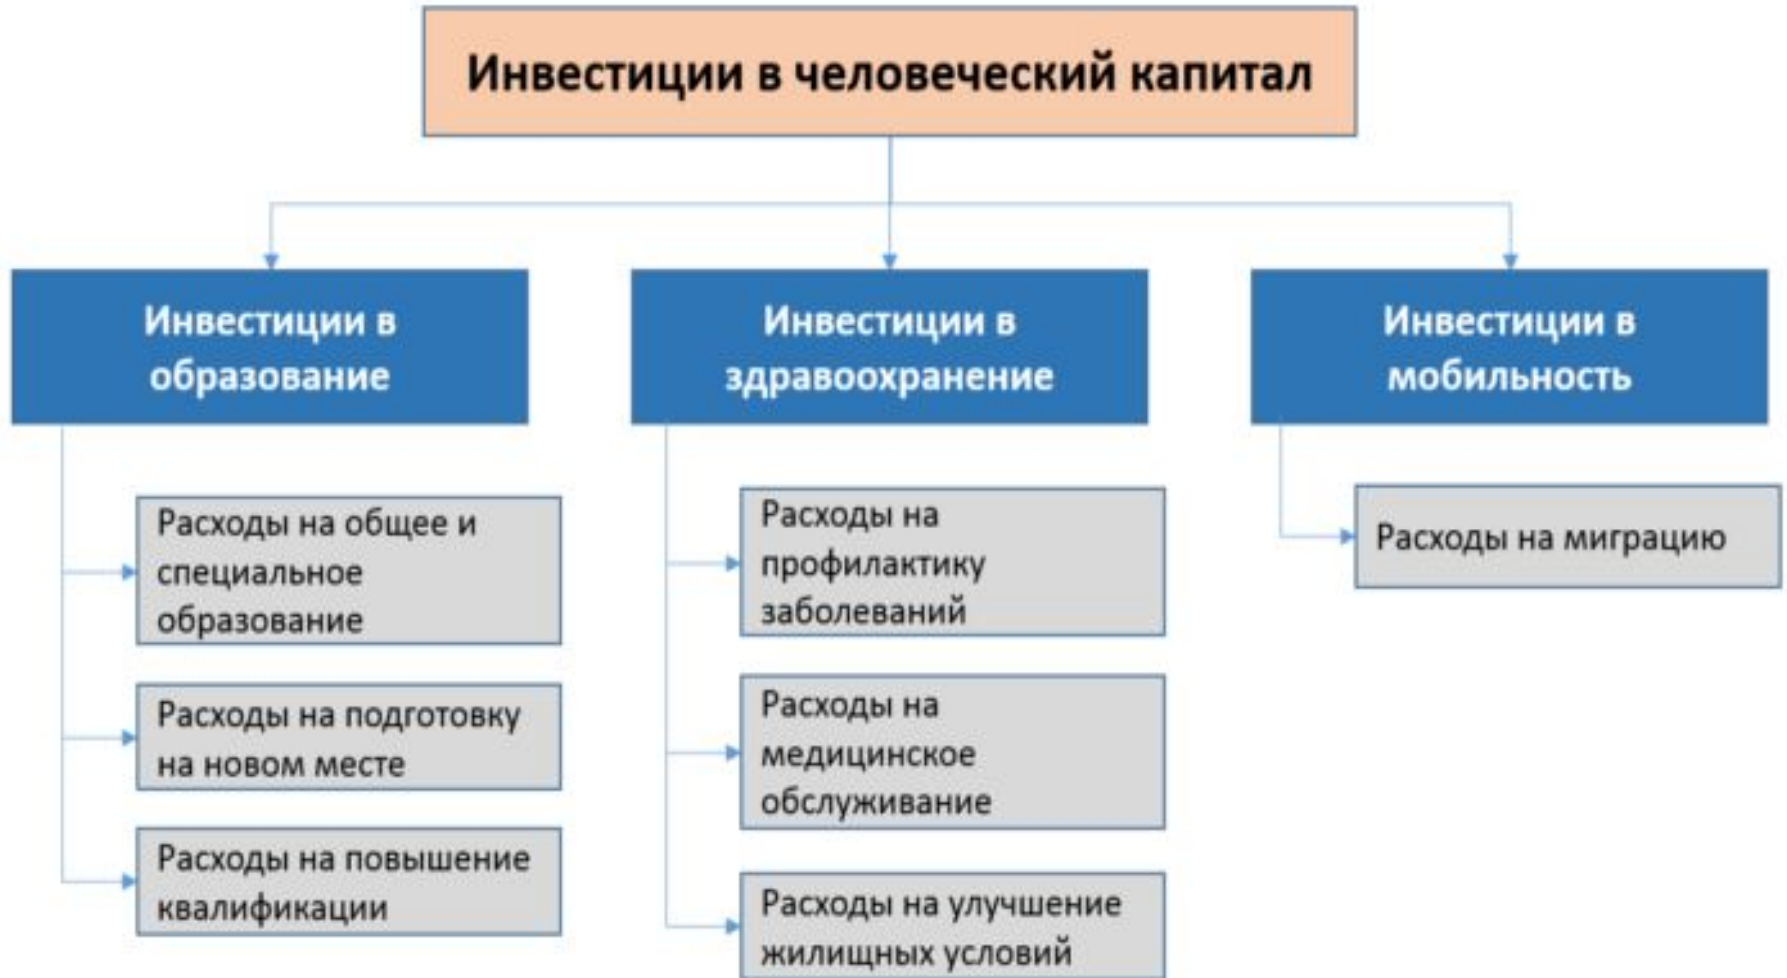 Инвестиции в человеческий капитал
Инвестиции в
образование
Расходы на общее и
специальное
образование
Расходы на подготовку
на новом месте
Расходы на повышение
квалификации
Инвестиции в
здравоохранение
Расходы на
профилактику
заболеваний
Расходы на
медицинское
обслуживание
Расходы на улучшение
жилищных условий
Инвестиции в
мобильность
Расходы на миграцию